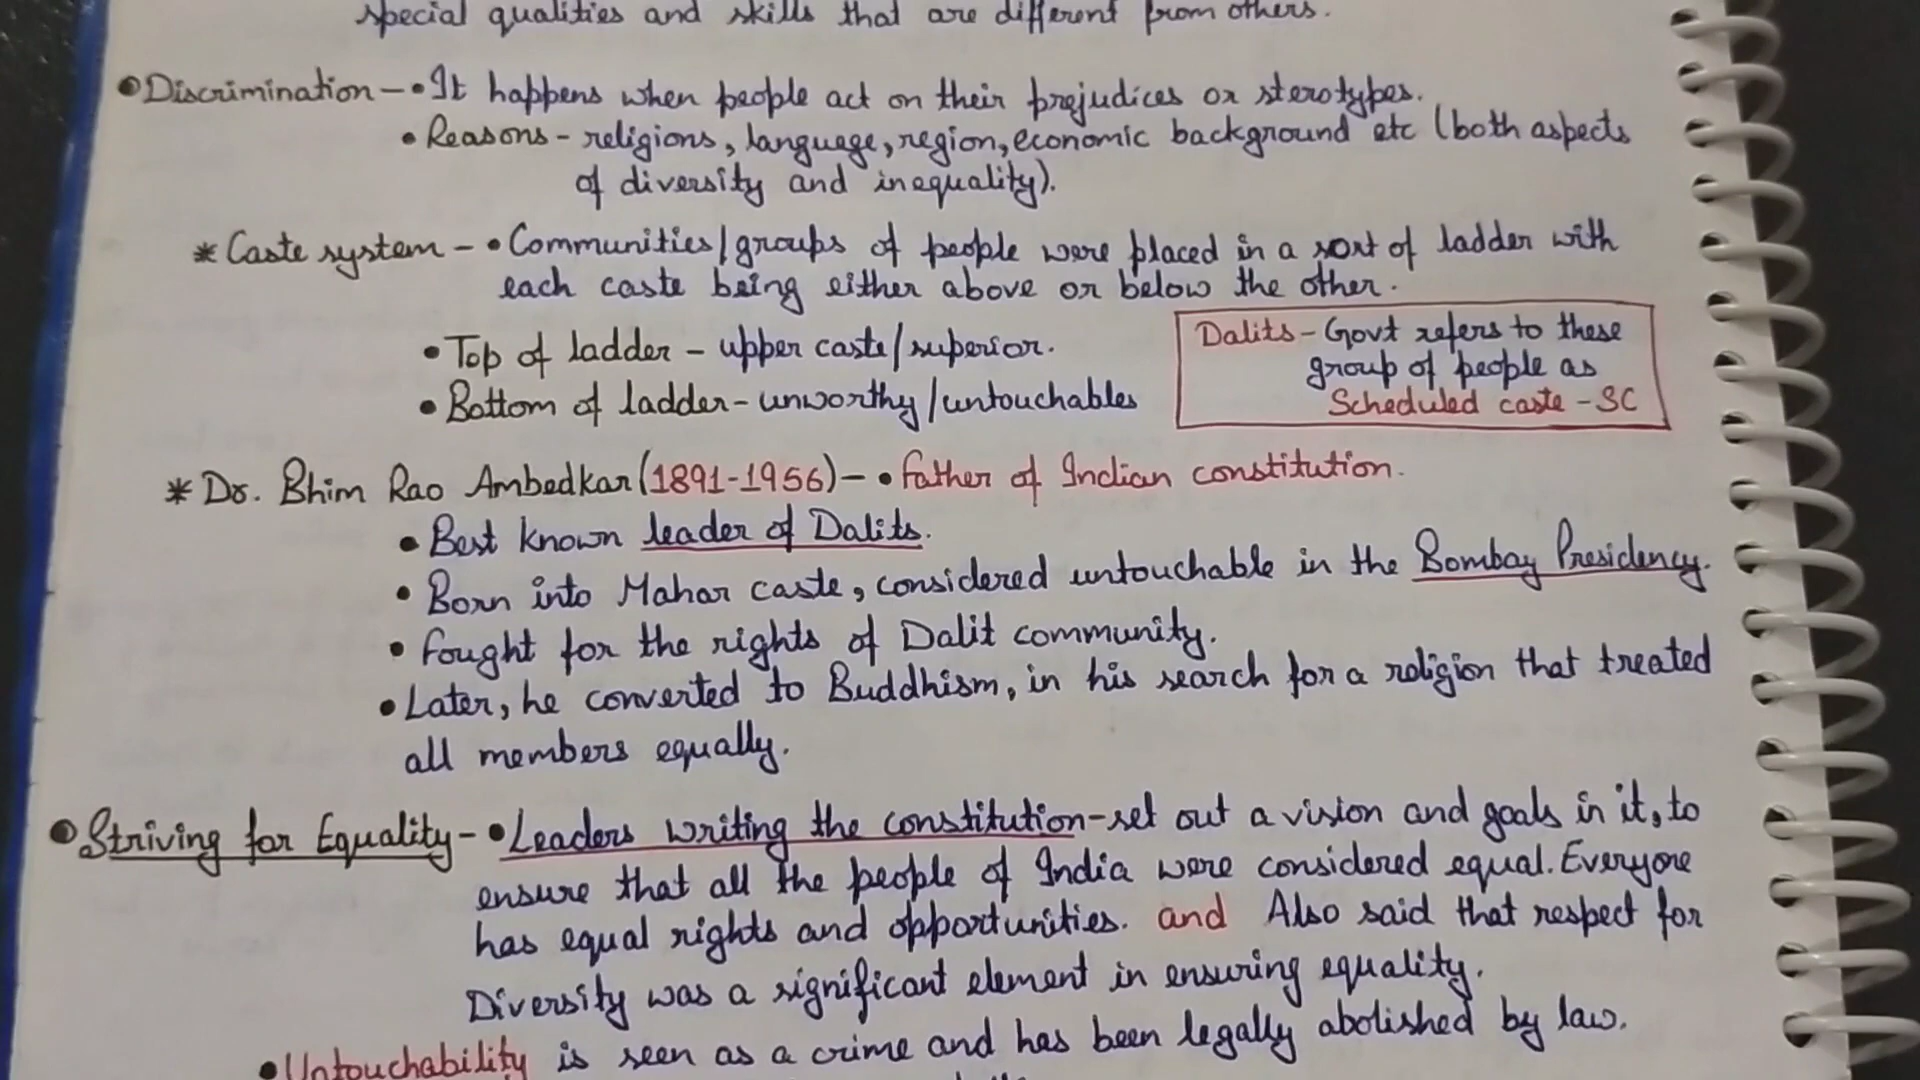 special qualities and skills that are different from others.
• Discrimination – • It happens when people act on their prejudices or sterotypes.
• Reasons – religions, language, region, economic background etc (both aspects
of diversity and inequality).
* Caste system – • Communities/groups of people were placed in a sort of ladder with
each caste being either above or below the other.
• Top of ladder – upper caste/superior.
• Bottom of ladder – unworthy/untouchables
Dalits – Govt refers to these
group of people as
Scheduled caste – SC
* Dr. Bhim Rao Ambedkar (1891-1956) – • Father of Indian constitution.
• Best known leader of Dalits.
• Born into Mahar caste, considered untouchable in the Bombay Presidency.
• Fought for the rights of Dalit community.
• Later, he converted to Buddhism, in his search for a religion that treated
all members equally.
• Striving for Equality – • Leaders writing the constitution – set out a vision and goals in it, to
ensure that all the people of India were considered equal. Everyone
has equal rights and opportunities. and Also said that respect for
Diversity was a significant element in ensuring equality.
• Untouchability is seen as a crime and has been legally abolished by law.